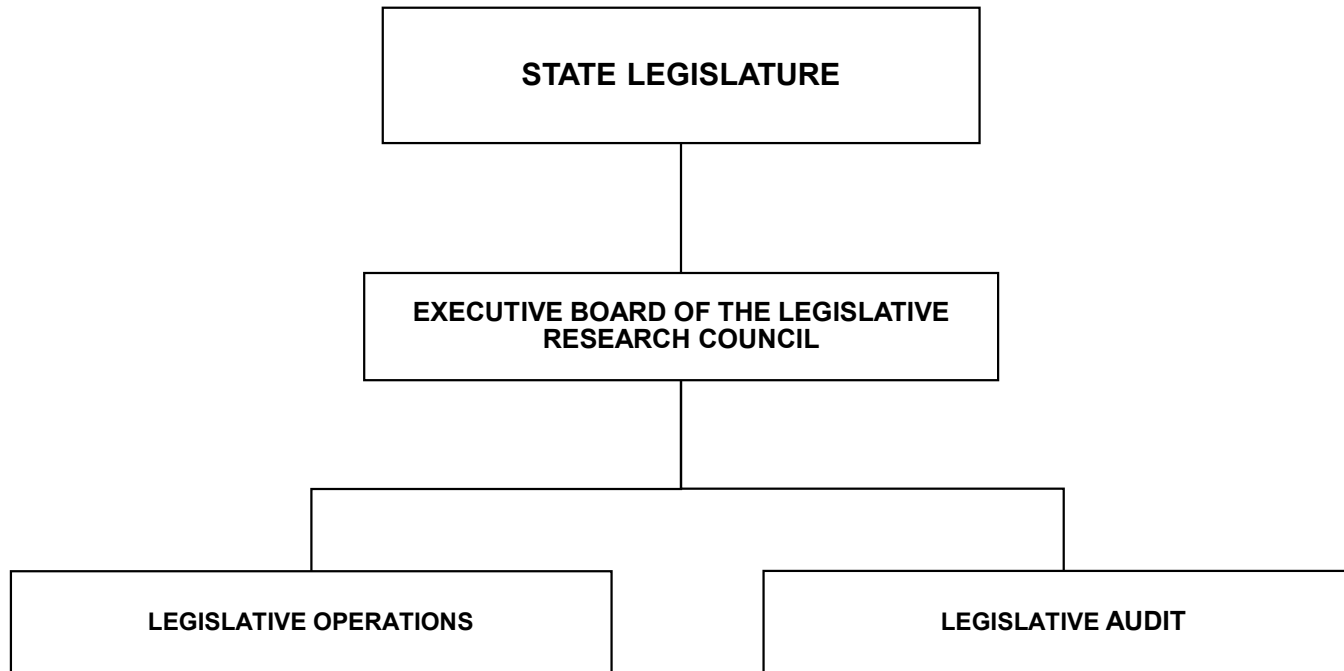 STATE LEGISLATURE
EXECUTIVE BOARD OF THE LEGISLATIVE
RESEARCH COUNCIL
LEGISLATIVE OPERATIONS
LEGISLATIVE AUDIT